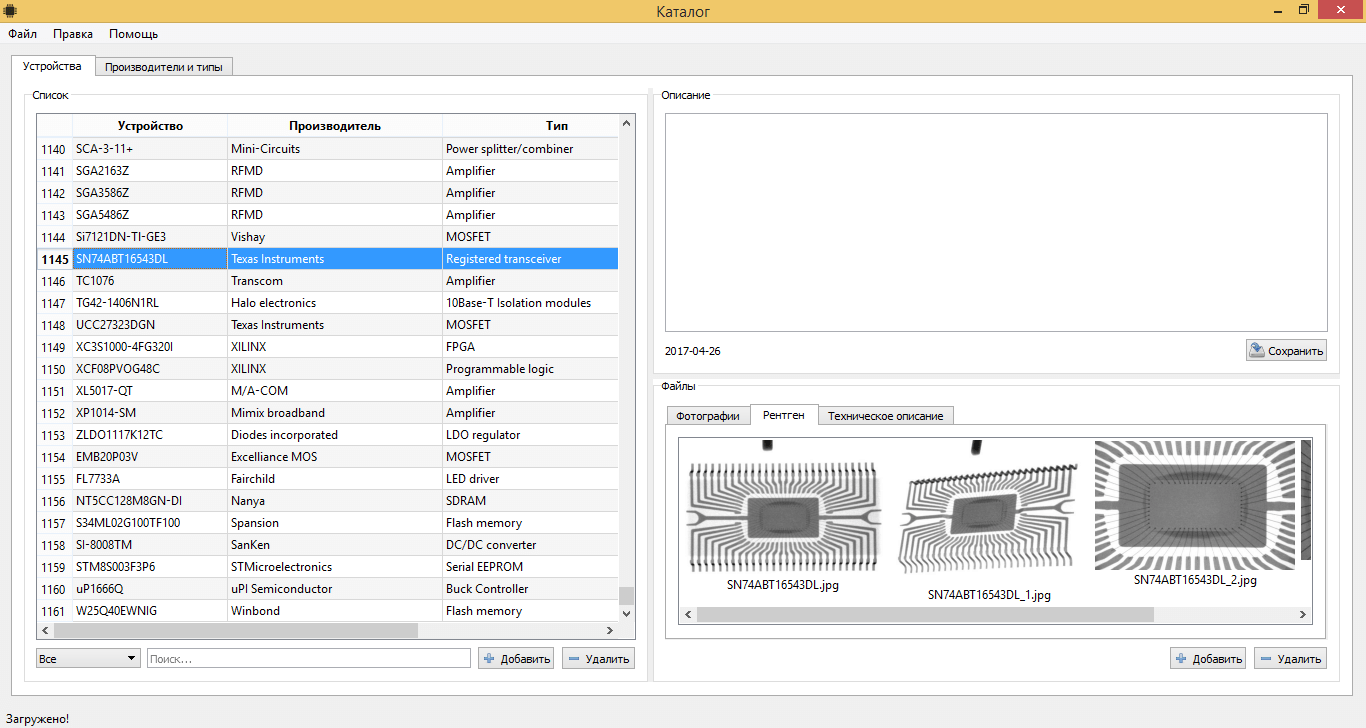 Каталог
Файл Правка Помощь
Устройства Производители и типы
Список
Устройство Производитель Тип
1140 SCA-3-11+ Mini-Circuits Power splitter/combiner
1141 SGA2163Z RFMD Amplifier
1142 SGA3586Z RFMD Amplifier
1143 SGA5486Z RFMD Amplifier
1144 Si7121DN-TI-GE3 Vishay MOSFET
1145 SN74ABT16543DL Texas Instruments Registered transceiver
1146 TC1076 Transcom Amplifier
1147 TG42-1406N1RL Halo electronics 10Base-T Isolation modules
1148 UCC27323DGN Texas Instruments MOSFET
1149 XC3S1000-4FG320I XILINX FPGA
1150 XCF08PVOG48C XILINX Programmable logic
1151 XL5017-QT M/A-COM Amplifier
1152 XP1014-SM Mimix broadband Amplifier
1153 ZLDO1117K12TC Diodes incorporated LDO regulator
1154 EMB20P03V Excelliance MOS MOSFET
1155 FL7733A Fairchild LED driver
1156 NT5CC128M8GN-DI Nanya SDRAM
1157 S34ML02G100TF100 Spansion Flash memory
1158 SI-8008TM SanKen DC/DC converter
1159 STM8S003F3P6 STMicroelectronics Serial EEPROM
1160 uP1666Q uPI Semiconductor Buck Controller
1161 W25Q40EWNIG Winbond Flash memory
Все Поиск... Добавить Удалить
Описание
2017-04-26 Сохранить
Файлы
Фотографии Рентген Техническое описание
SN74ABT16543DL.jpg
SN74ABT16543DL_1.jpg
SN74ABT16543DL_2.jpg
Добавить Удалить
Загружено!